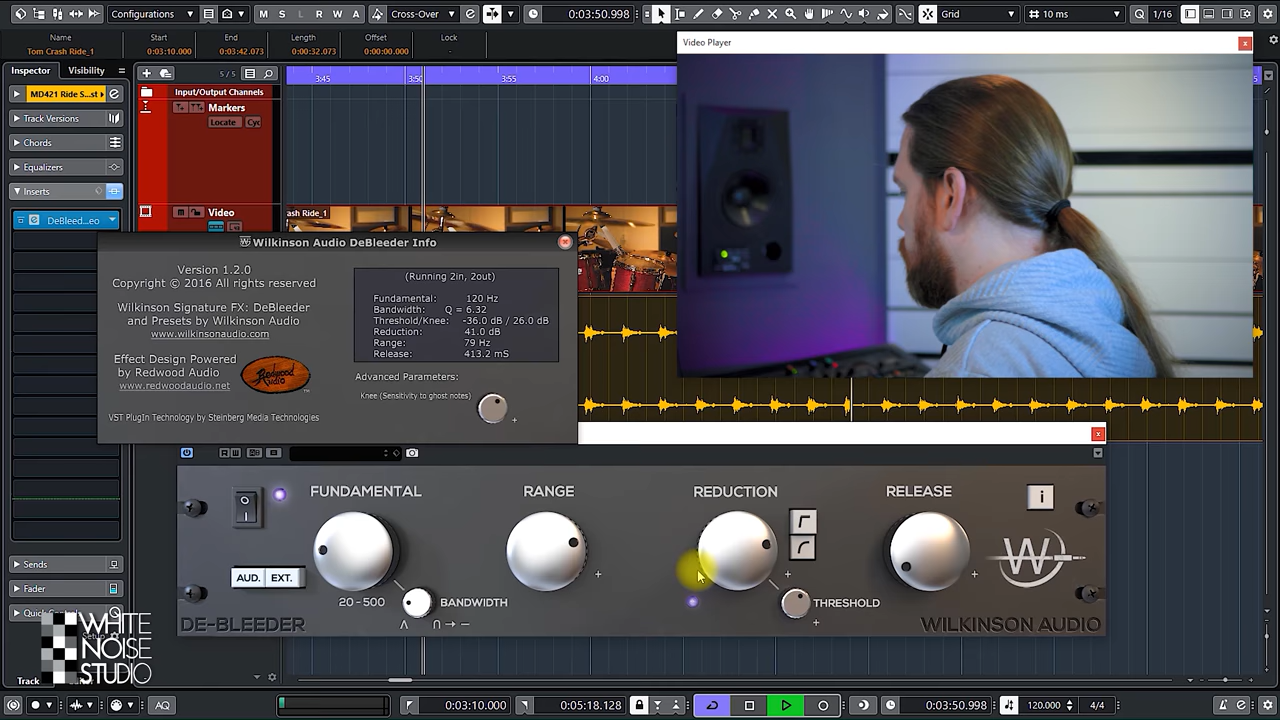 Configurations
M S L R W A
Cross-Over
0:03:50.998
Grid
10 ms
Q 1/16
Name
Start
End
Length
Offset
Lock
Tom Crash Ride_1
0:03:10.000
0:03:42.073
0:00:32.073
0:00:00.000
-
Inspector
Visibility
5 / 5
3:45
3:50
3:55
4:00
Video Player
MD421 Ride S...st
Input/Output Channels
Track Versions
Markers
Locate
Cyc
Chords
Equalizers
Inserts
DeBleed...eo
Video
ash Ride_1
Wilkinson Audio DeBleeder Info
Version 1.2.0
Copyright © 2016 All rights reserved
Wilkinson Signature FX: DeBleeder
and Presets by Wilkinson Audio
www.wilkinsonaudio.com
Effect Design Powered
by Redwood Audio
www.redwoodaudio.net
Redwood
Audio
VST PlugIn Technology by Steinberg Media Technologies
(Running 2in, 2out)
Fundamental: 120 Hz
Bandwidth: Q = 6.32
Threshold/Knee: -36.0 dB / 26.0 dB
Reduction: 41.0 dB
Range: 79 Hz
Release: 413.2 mS
Advanced Parameters:
Knee (Sensitivity to ghost notes)
+
R W
FUNDAMENTAL
RANGE
REDUCTION
RELEASE
i
O
I
AUD.
EXT.
20-500
BANDWIDTH
THRESHOLD
W
DE-BLEEDER
WILKINSON AUDIO
Sends
Fader
WHITE
NOISE
STUDIO
Setup
Track
AQ
0:03:10.000
0:05:18.128
0:03:50.998
120.000
4/4